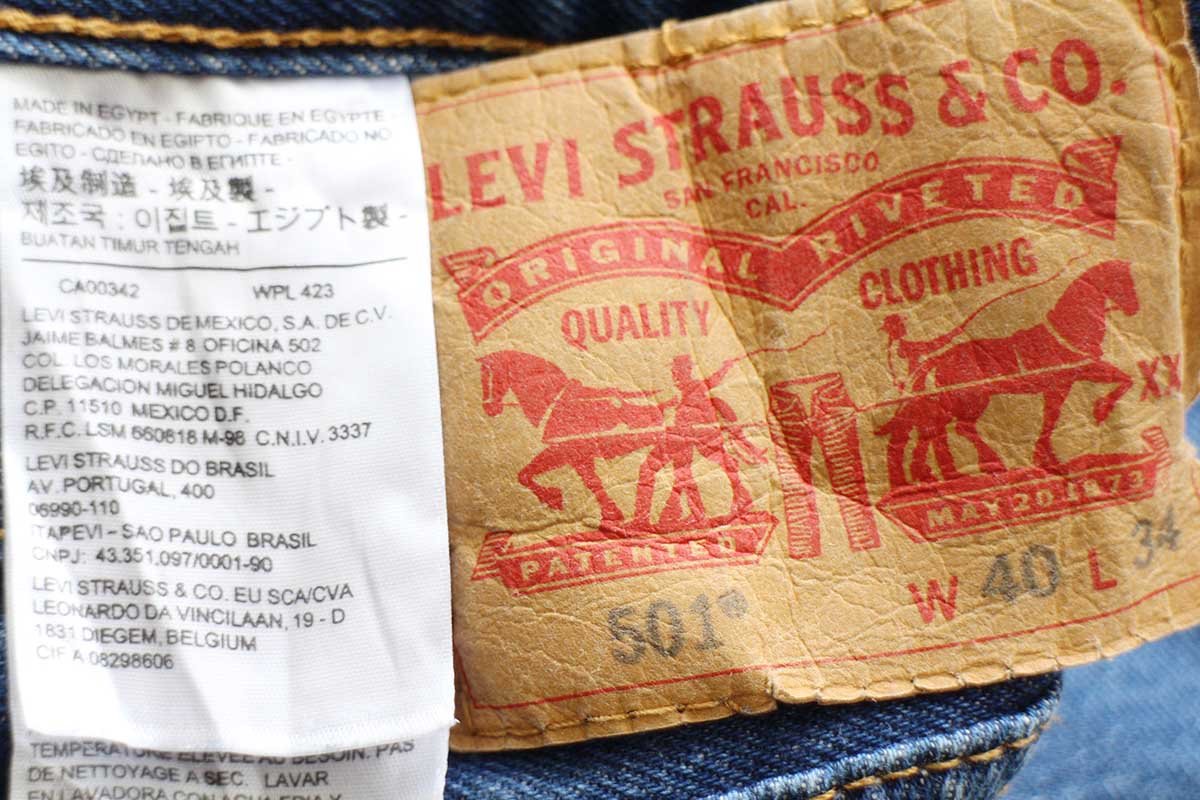 MADE IN EGYPT - FABRIQUE EN EGYPTE -
FABRICADO EN EGIPTO - FABRICADO NO
EGITO - СДЕЛАНО В ЕГИПТЕ -
埃及制造 - 埃及製 -
제조국 : 이집트 - エジプト製 -
BUATAN TIMUR TENGAH
CA00342 WPL 423
LEVI STRAUSS DE MEXICO, S.A. DE C.V.
JAIME BALMES # 8 OFICINA 502
COL. LOS MORALES POLANCO
DELEGACION MIGUEL HIDALGO
C.P. 11510 MEXICO D.F.
R.F.C. LSM 660818 M-98 C.N.I.V. 3337
LEVI STRAUSS DO BRASIL
AV. PORTUGAL, 400
06990-110
ITAPEVI - SAO PAULO BRASIL
CNPJ: 43.351,097/0001-90
LEVI STRAUSS & CO. EU SCA/CVA
LEONARDO DA VINCILAAN, 19 - D
1831 DIEGEM, BELGIUM
CIF A 08298606
TEMPERATURE ELEVEE AU BESOIN. PAS
DE NETTOYAGE A SEC. LAVAR
EN LAVADORA CON AGUA FRIA Y
LEVI STRAUSS & CO.
SAN FRANCISCO
CAL.
ORIGINAL RIVETED
QUALITY CLOTHING
XX
PATENTED MAY 20 1873
501® W 40 L 34